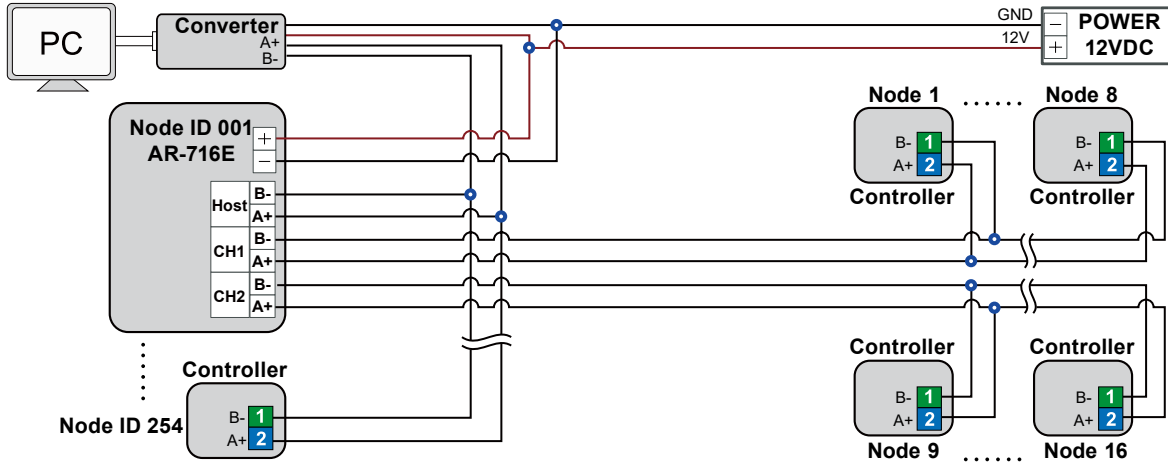 PC
Converter
A+
B-
GND
12V
−
+
POWER
12VDC
Node ID 001
AR-716E
+
−
Host
B-
A+
CH1
B-
A+
CH2
B-
A+
Node 1 ...... Node 8
B- 1
A+ 2
Controller
B- 1
A+ 2
Controller
Controller
B- 1
A+ 2
Controller
B- 1
A+ 2
Node 9 ...... Node 16
Controller
Node ID 254
B- 1
A+ 2